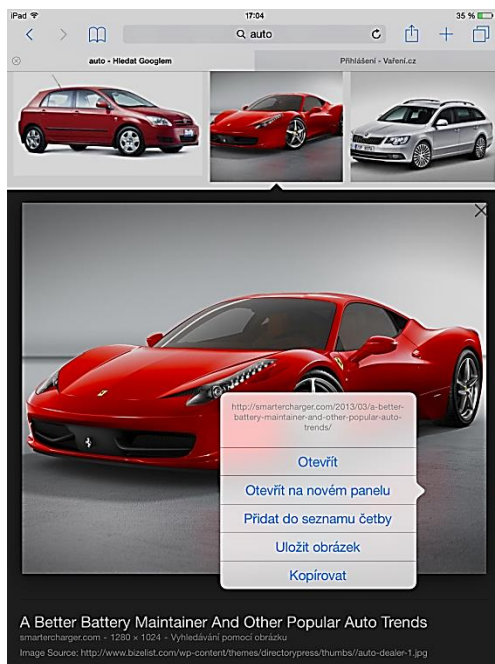 iPad 17:04 35 %
auto
auto - Hledat Googlem Přihlášení - Vaření.cz
http://smartercharger.com/2013/03/a-better-
battery-maintainer-and-other-popular-auto-
trends/
Otevřít
Otevřít na novém panelu
Přidat do seznamu četby
Uložit obrázek
Kopírovat
A Better Battery Maintainer And Other Popular Auto Trends
smartercharger.com - 1280 × 1024 - Vyhledávání pomocí obrázku
Image Source: http://www.bizelist.com/wp-content/themes/directorypress/thumbs//auto-dealer-1.jpg